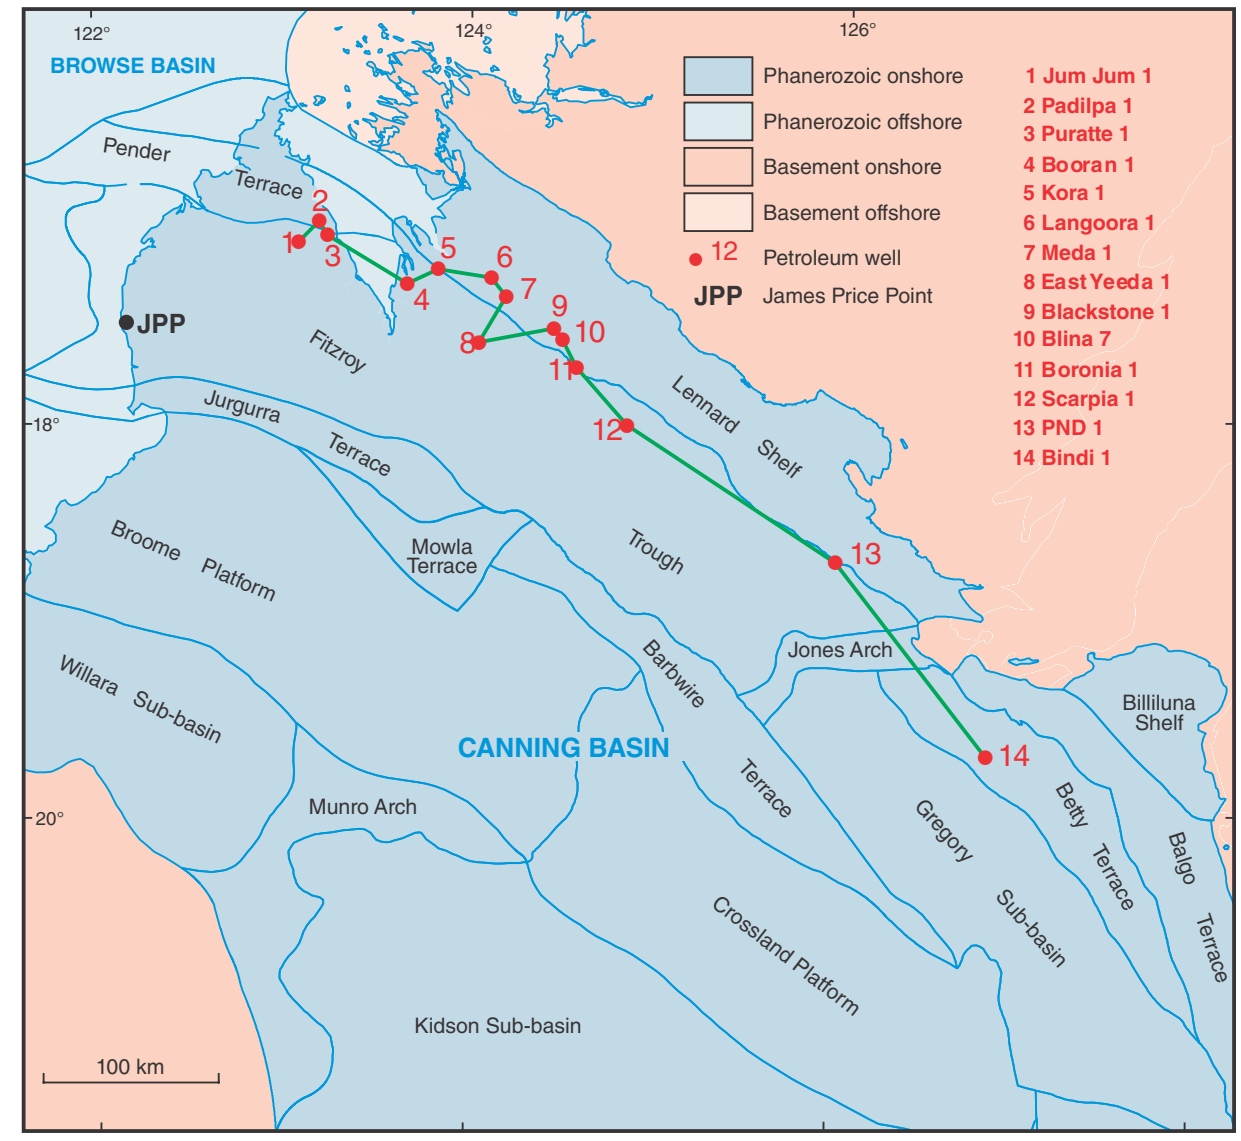 122°
124°
126°
BROWSE BASIN
Phanerozoic onshore
Phanerozoic offshore
Basement onshore
Basement offshore
12
Petroleum well
JPP
James Price Point
1 Jum Jum 1
2 Padilpa 1
3 Puratte 1
4 Booran 1
5 Kora 1
6 Langoora 1
7 Meda 1
8 East Yeeda 1
9 Blackstone 1
10 Blina 7
11 Boronia 1
12 Scarpia 1
13 PND 1
14 Bindi 1
Pender
Terrace
2
1
3
5
6
4
7
9
JPP
8
10
Fitzroy
11
Jurgurra
Terrace
Lennard
Shelf
18°
12
Broome
Platform
Mowla
Terrace
Trough
13
Willara
Sub-basin
Barbwire
Terrace
Jones Arch
Billiluna
Shelf
CANNING BASIN
14
Munro Arch
20°
Gregory
Sub-basin
Betty
Terrace
Balgo
Terrace
Crossland Platform
Kidson Sub-basin
100 km